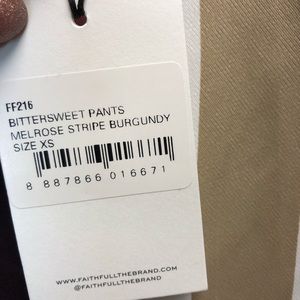 FF216
BITTERSWEET PANTS
MELROSE STRIPE BURGUNDY
SIZE XS
8 887866 016671
WWW.FAITHFULLTHEBRAND.COM
@FAITHFULLTHEBRAND